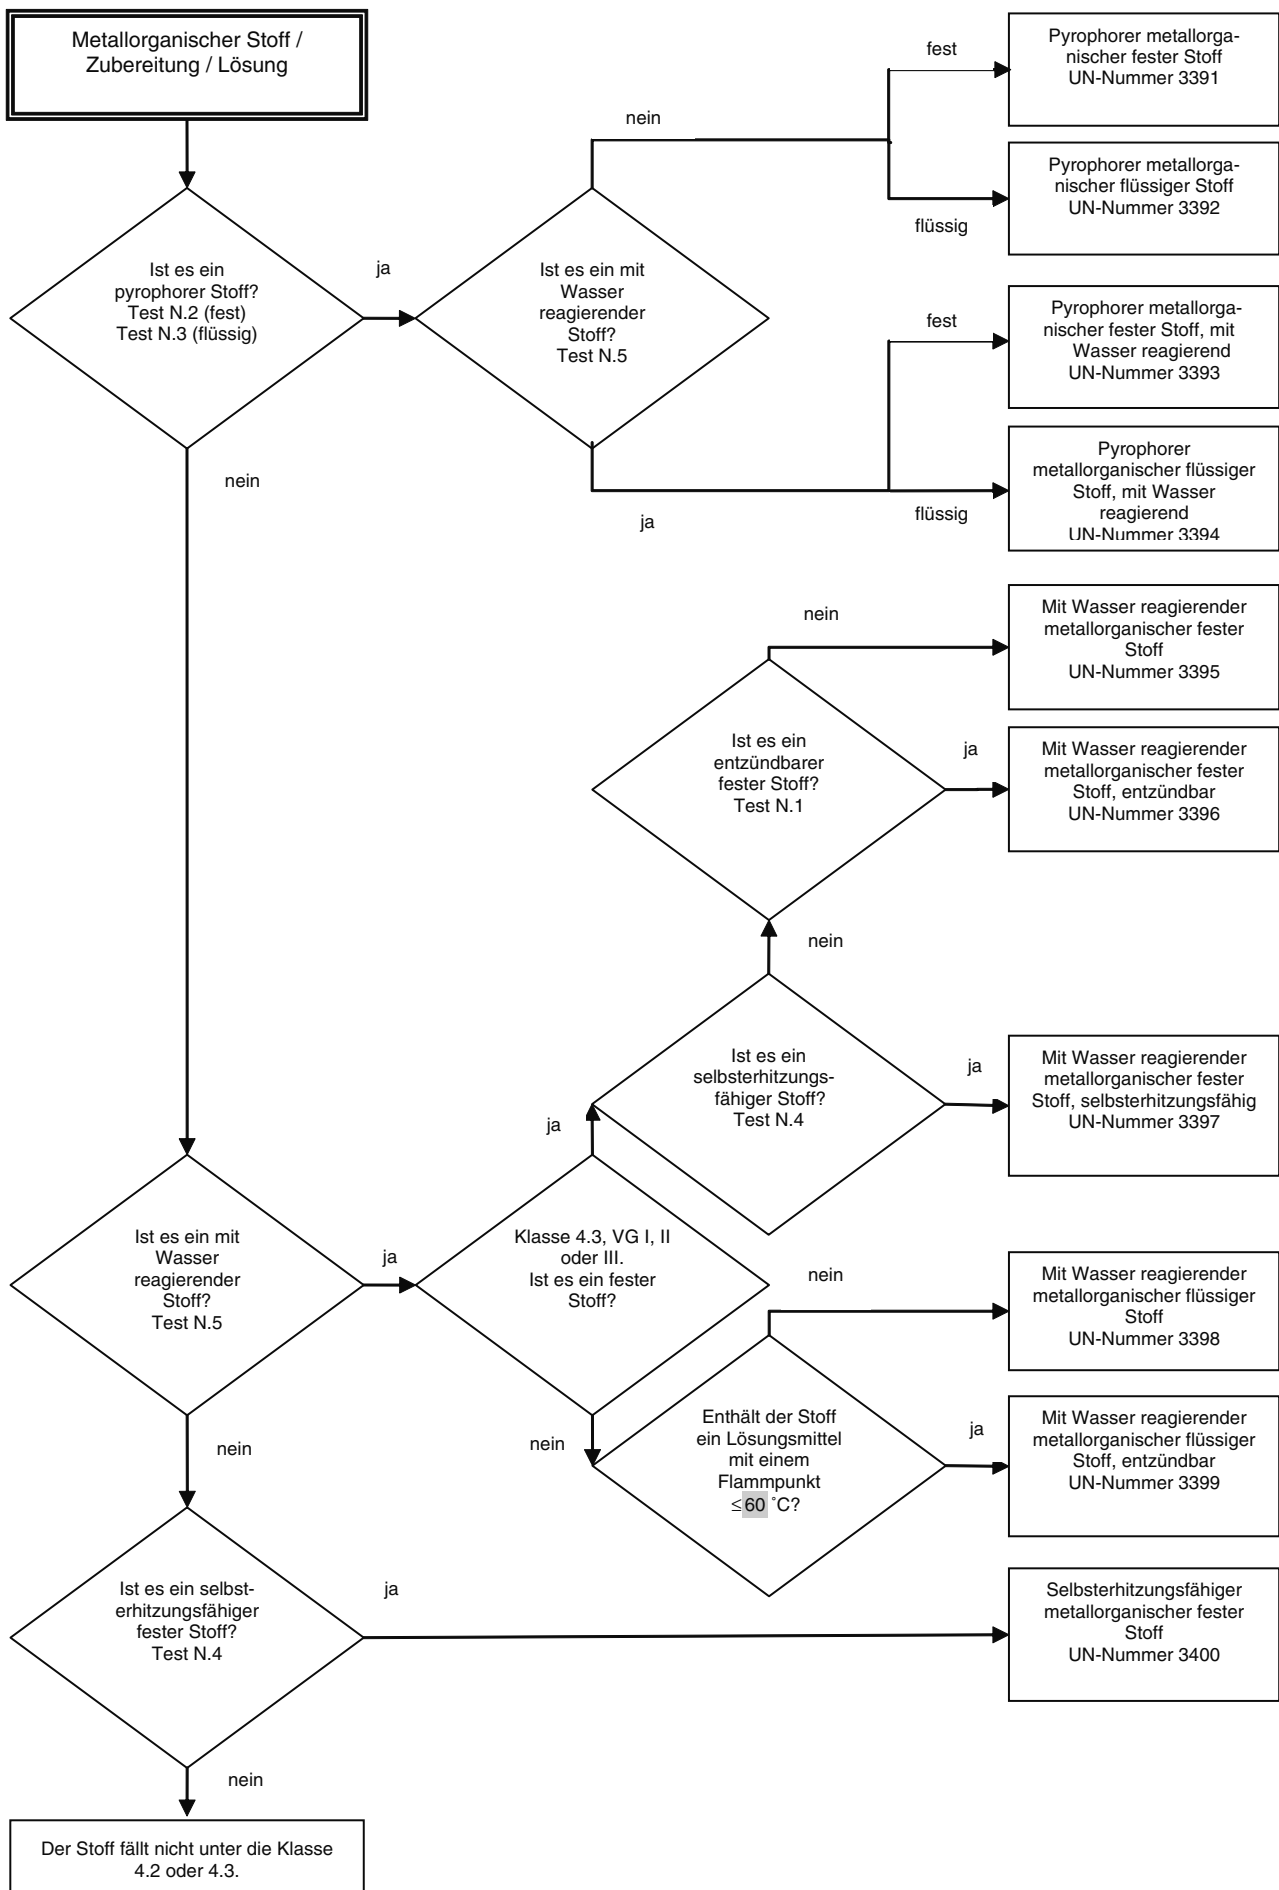 Metallorganischer Stoff /
Zubereitung / Lösung
fest
Pyrophorer metallorga-
nischer fester Stoff
UN-Nummer 3391
nein
Pyrophorer metallorga-
nischer flüssiger Stoff
UN-Nummer 3392
flüssig
Ist es ein
pyrophorer Stoff?
Test N.2 (fest)
Test N.3 (flüssig)
ja
Ist es ein mit
Wasser
reagierender
Stoff?
Test N.5
fest
Pyrophorer metallorga-
nischer fester Stoff, mit
Wasser reagierend
UN-Nummer 3393
nein
ja
flüssig
Pyrophorer
metallorganischer flüssiger
Stoff, mit Wasser
reagierend
UN-Nummer 3394
nein
Mit Wasser reagierender
metallorganischer fester
Stoff
UN-Nummer 3395
Ist es ein
entzündbarer
fester Stoff?
Test N.1
ja
Mit Wasser reagierender
metallorganischer fester
Stoff, entzündbar
UN-Nummer 3396
nein
Ist es ein
selbsterhitzungs-
fähiger Stoff?
Test N.4
ja
Mit Wasser reagierender
metallorganischer fester
Stoff, selbsterhitzungsfähig
UN-Nummer 3397
ja
Ist es ein mit
Wasser
reagierender
Stoff?
Test N.5
ja
Klasse 4.3, VG I, II
oder III.
Ist es ein fester
Stoff?
nein
Mit Wasser reagierender
metallorganischer flüssiger
Stoff
UN-Nummer 3398
nein
nein
Enthält der Stoff
ein Lösungsmittel
mit einem
Flammpunkt
≤ 60 °C?
ja
Mit Wasser reagierender
metallorganischer flüssiger
Stoff, entzündbar
UN-Nummer 3399
Ist es ein selbst-
erhitzungsfähiger
fester Stoff?
Test N.4
ja
Selbsterhitzungsfähiger
metallorganischer fester
Stoff
UN-Nummer 3400
nein
Der Stoff fällt nicht unter die Klasse
4.2 oder 4.3.